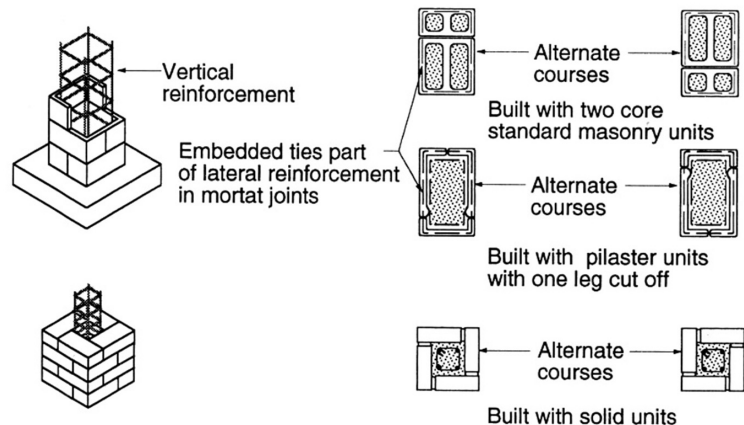 Vertical
reinforcement
Alternate
courses
Built with two core
standard masonry units
Embedded ties part
of lateral reinforcement
in mortat joints
Alternate
courses
Built with pilaster units
with one leg cut off
Alternate
courses
Built with solid units